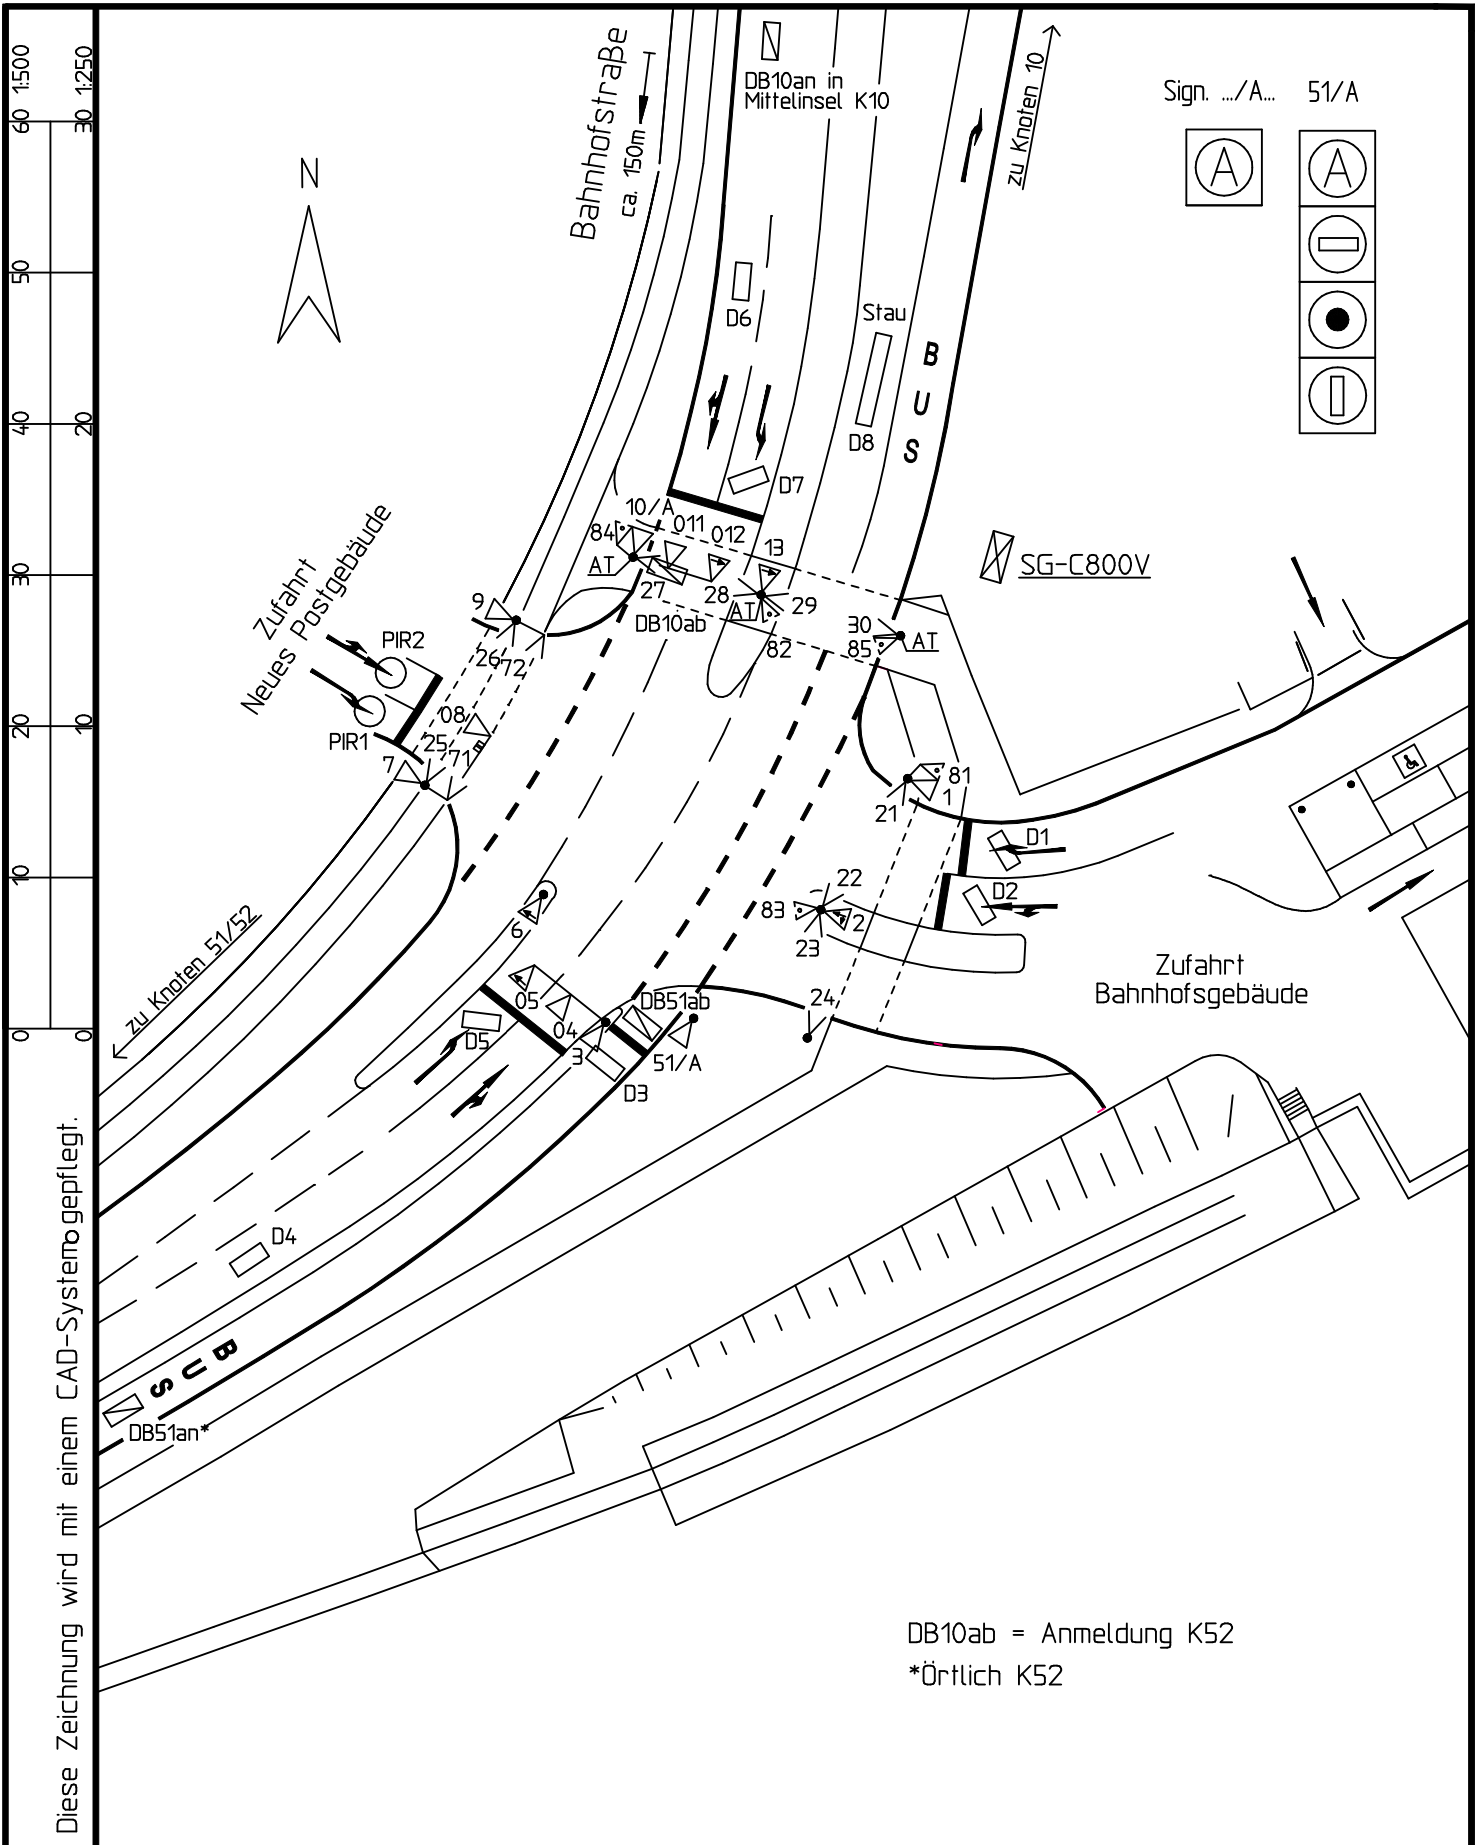 60 1:500
30 1:250
50
40
20
30
20
10
10
0
0
Diese Zeichnung wird mit einem CAD-System gepflegt.
o
N
Bahnhofstraße
ca. 150m
DB10an in
Mittelinsel K10
zu Knoten 10
Sign. .../A...
51/A
A
A
D6
Stau
B
U
S
D8
D7
10/A
011
012
13
84
AT
27
28
AT
29
DB10ab
82
30
85
AT
SG-C800V
Zufahrt
Neues Postgebäude
9
PIR2
26
72
08
PIR1
25
71
7
81
1
21
D1
D2
22
83
2
23
24
6
Zufahrt
Bahnhofsgebäude
zu Knoten 51/52
05
04
DB51ab
D5
3
51/A
D3
D4
B
U
S
DB51an*
DB10ab = Anmeldung K52
*Örtlich K52